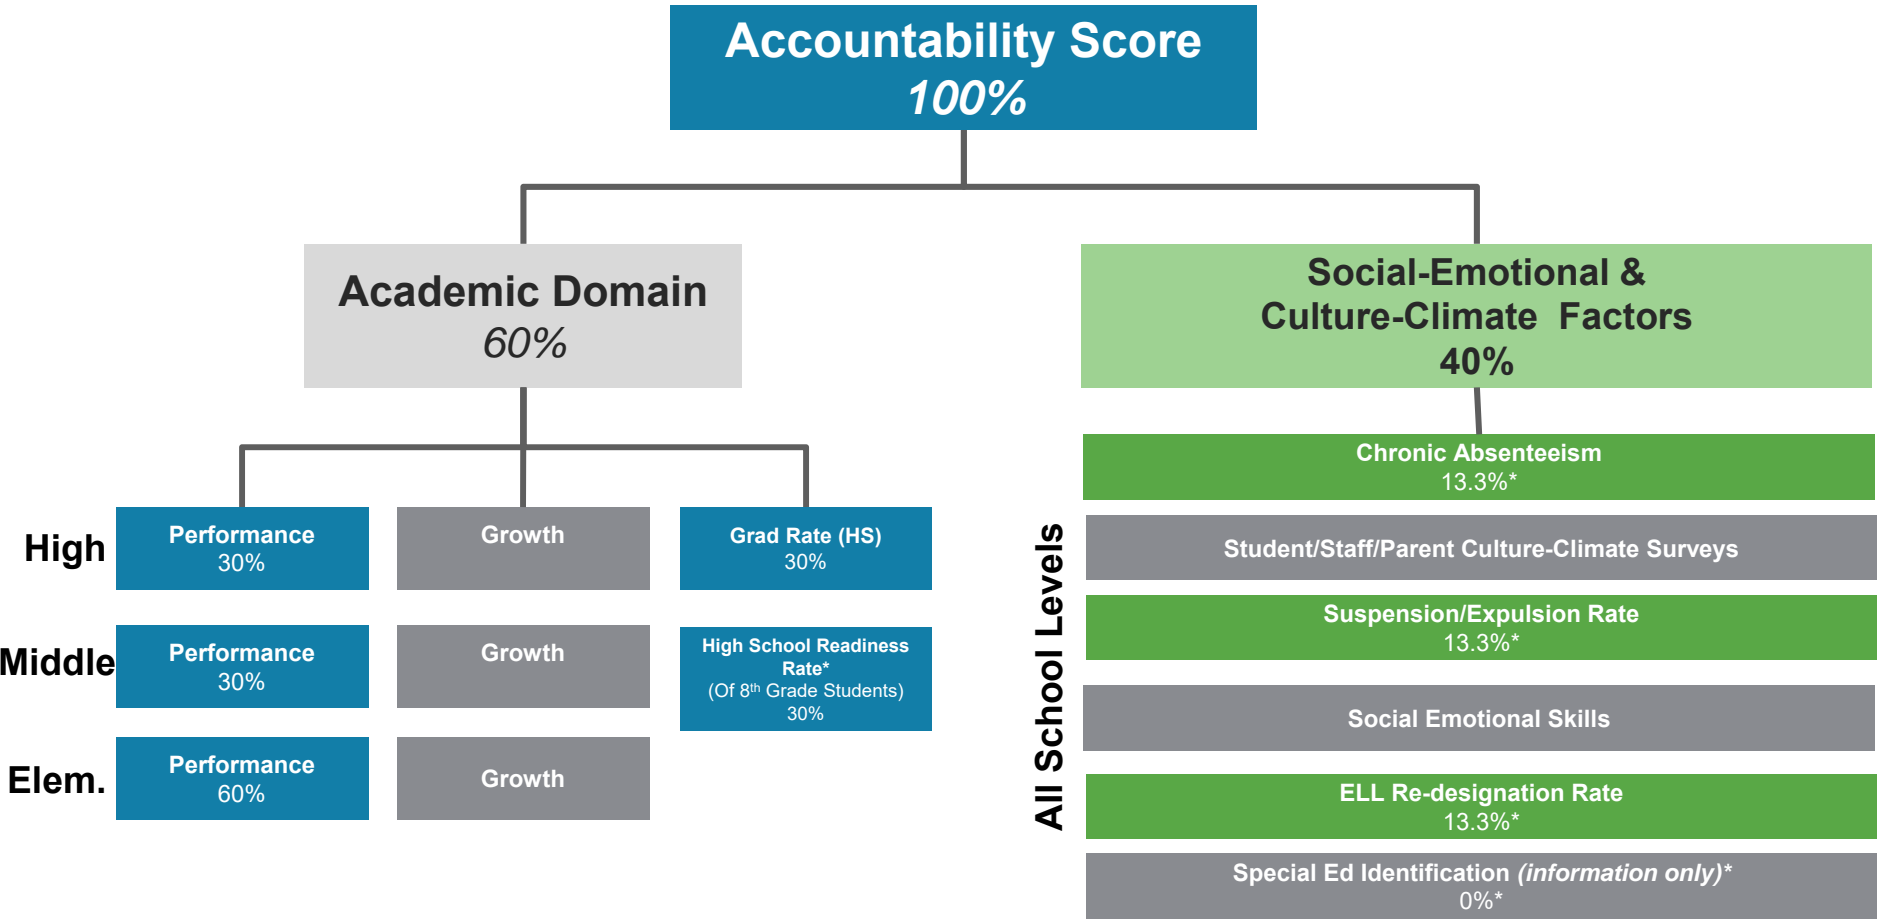 Accountability Score
100%
Academic Domain
60%
Social-Emotional &
Culture-Climate Factors
40%
High
Performance
30%
Growth
Grad Rate (HS)
30%
Middle
Performance
30%
Growth
High School Readiness
Rate*
(Of 8th Grade Students)
30%
Elem.
Performance
60%
Growth
All School Levels
Chronic Absenteeism
13.3%*
Student/Staff/Parent Culture-Climate Surveys
Suspension/Expulsion Rate
13.3%*
Social Emotional Skills
ELL Re-designation Rate
13.3%*
Special Ed Identification (information only)*
0%*